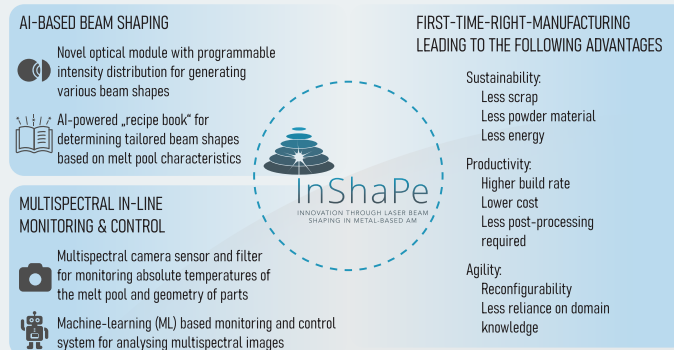 AI-BASED BEAM SHAPING
Novel optical module with programmable
intensity distribution for generating
various beam shapes
AI-powered „recipe book“ for
determining tailored beam shapes
based on melt pool characteristics
MULTISPECTRAL IN-LINE
MONITORING & CONTROL
Multispectral camera sensor and filter
for monitoring absolute temperatures of
the melt pool and geometry of parts
Machine-learning (ML) based monitoring and control
system for analysing multispectral images
InShaPe
INNOVATION THROUGH LASER BEAM
SHAPING IN METAL-BASED AM
FIRST-TIME-RIGHT-MANUFACTURING
LEADING TO THE FOLLOWING ADVANTAGES
Sustainability:
Less scrap
Less powder material
Less energy
Productivity:
Higher build rate
Lower cost
Less post-processing
required
Agility:
Reconfigurability
Less reliance on domain
knowledge